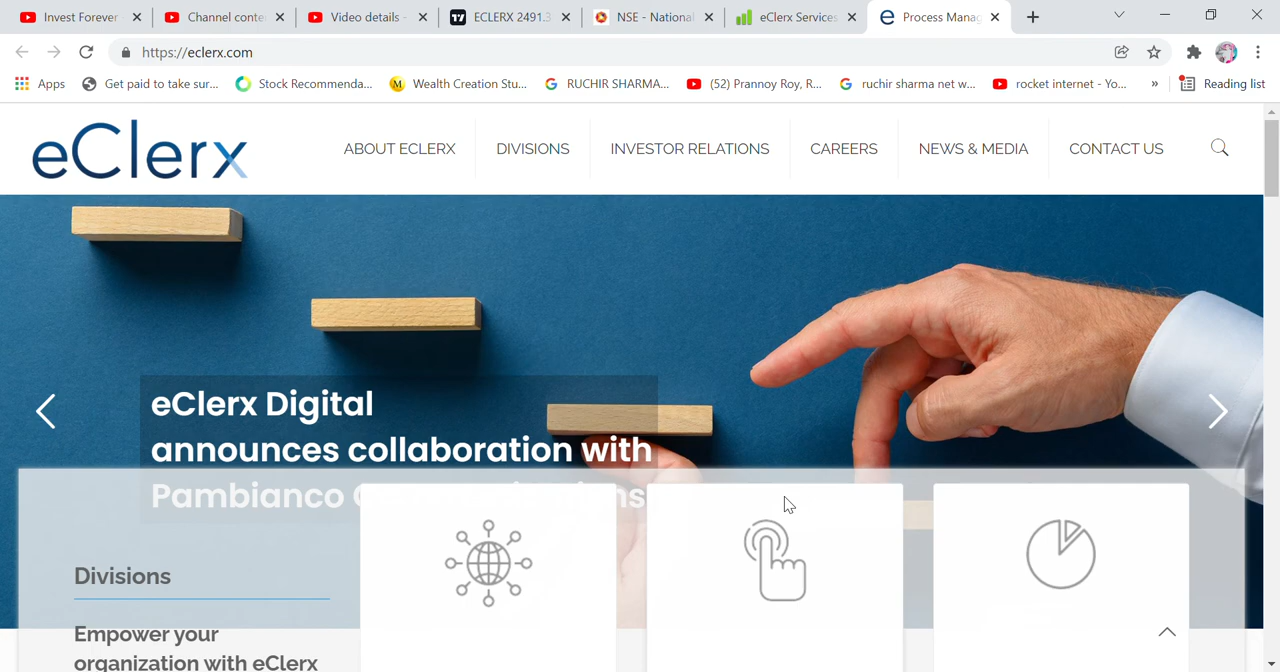 Invest Forever
Channel conte
Video details -
ECLERX 2491.3
NSE - National
eClerx Services
Process Manag
https://eclerx.com
Apps
Get paid to take sur...
Stock Recommenda...
Wealth Creation Stu...
RUCHIR SHARMA...
(52) Prannoy Roy, R...
ruchir sharma net w...
rocket internet - Yo...
»
Reading list
eClerx
ABOUT ECLERX
DIVISIONS
INVESTOR RELATIONS
CAREERS
NEWS & MEDIA
CONTACT US
eClerx Digital
announces collaboration with
Pambianco
Divisions
Empower your
organization with eClerx